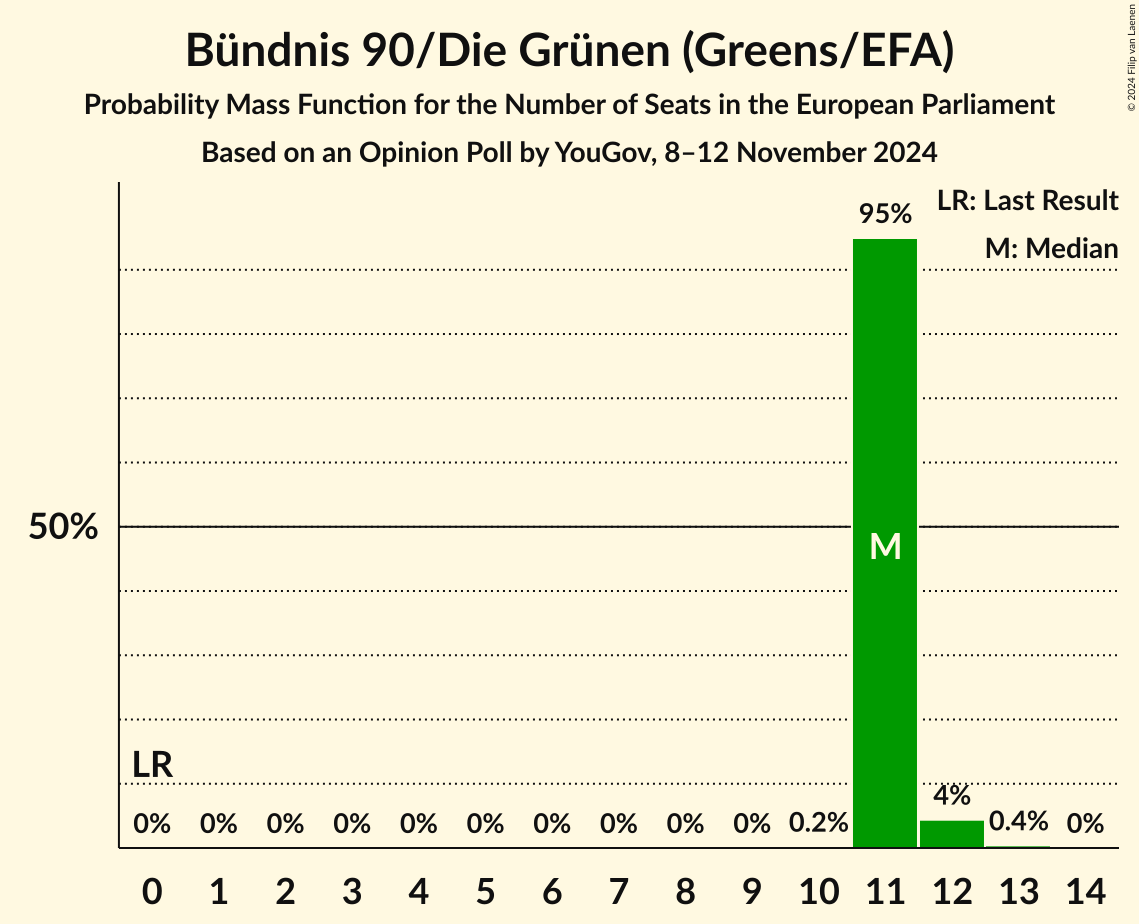 Bündnis 90/Die Grünen (Greens/EFA)
Probability Mass Function for the Number of Seats in the European Parliament
Based on an Opinion Poll by YouGov, 8–12 November 2024
© 2024 Filip van Laenen
LR: Last Result
M: Median
95%
50%
M
LR
4%
0% 0% 0% 0% 0% 0% 0% 0% 0% 0% 0.2% 0.4% 0%
0 1 2 3 4 5 6 7 8 9 10 11 12 13 14